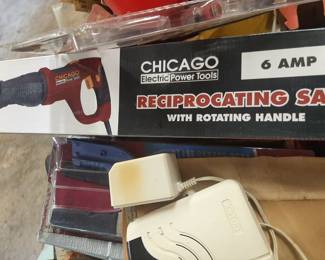 CHICAGO
Electric Power Tools
6 AMP
RECIPROCATING SA
WITH ROTATING HANDLE
CHICAGO